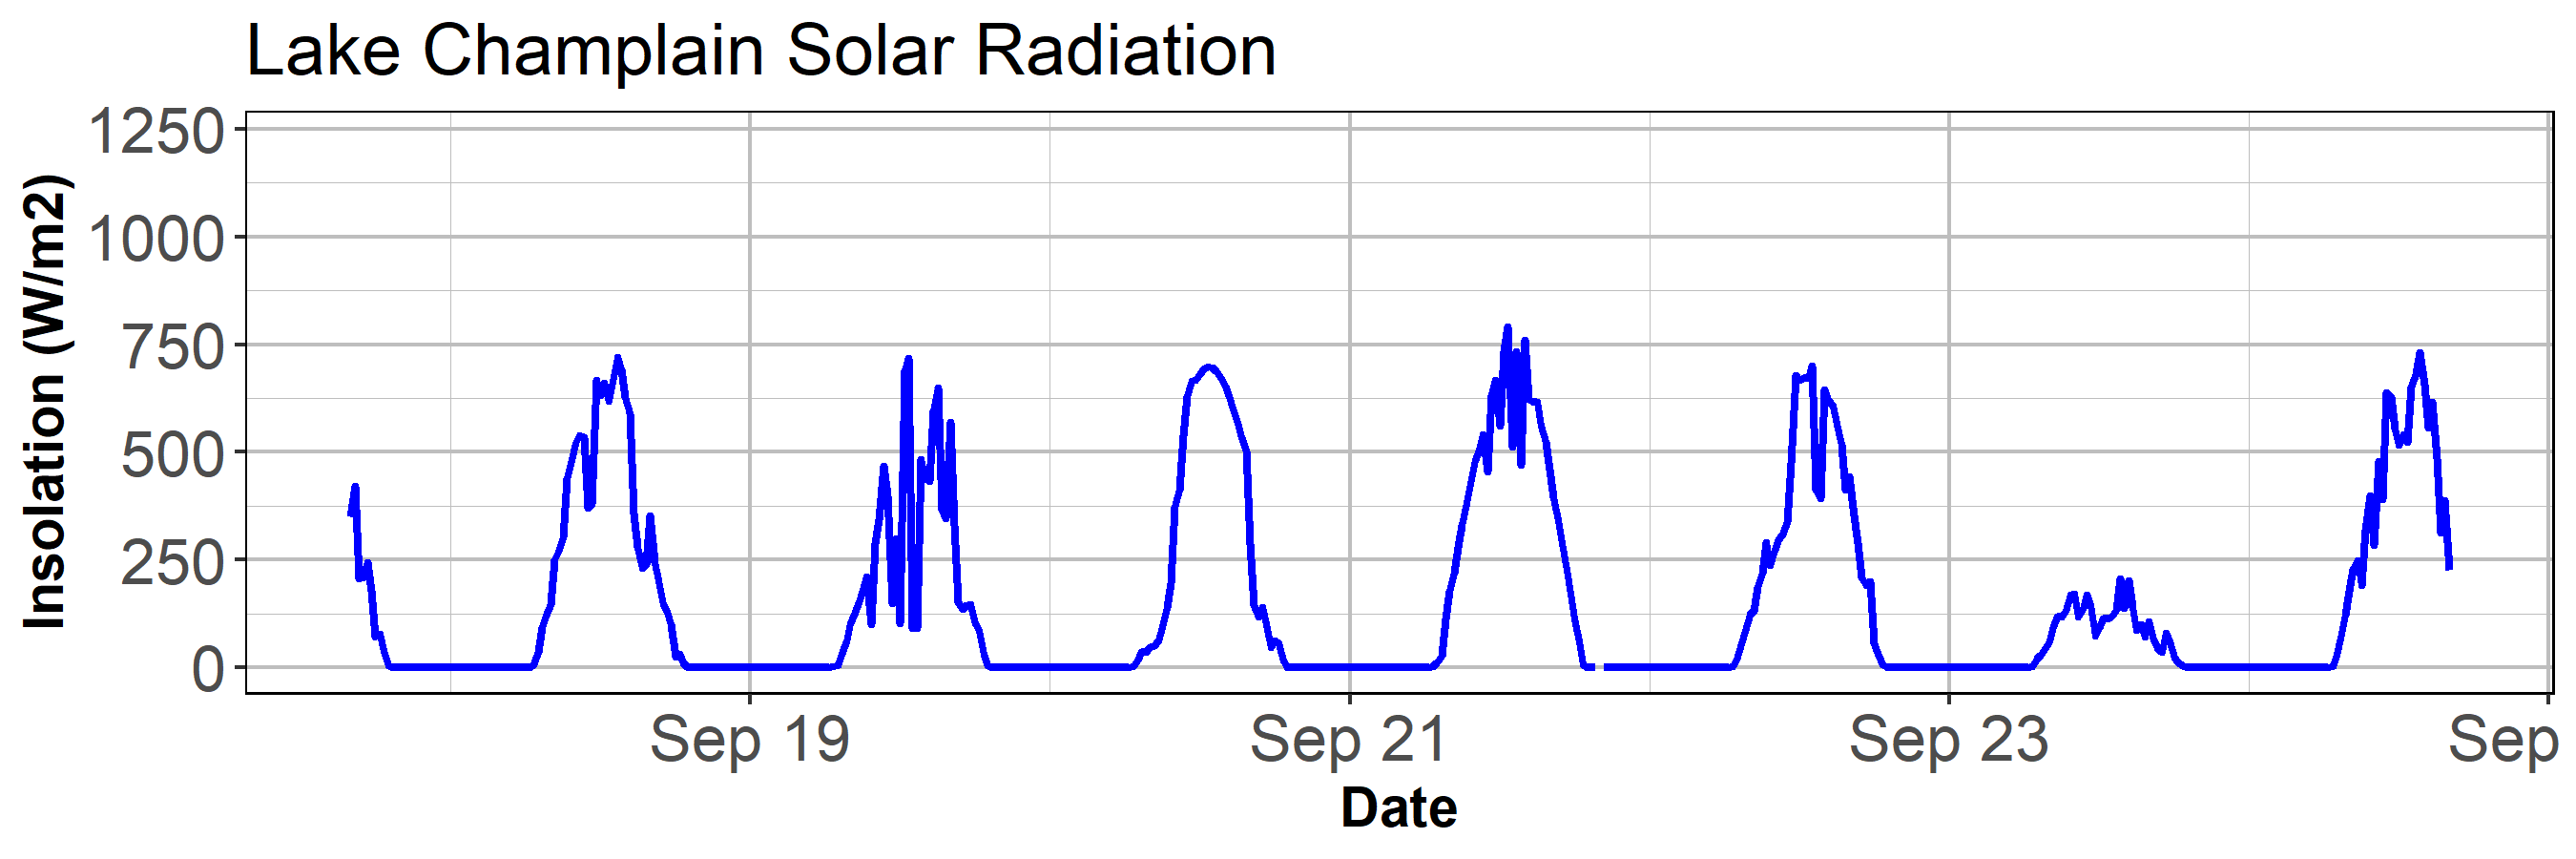 Lake Champlain Solar Radiation
1250
1000
750
500
250
0
Insolation (W/m2)
Sep 19
Sep 21
Sep 23
Sep
Date